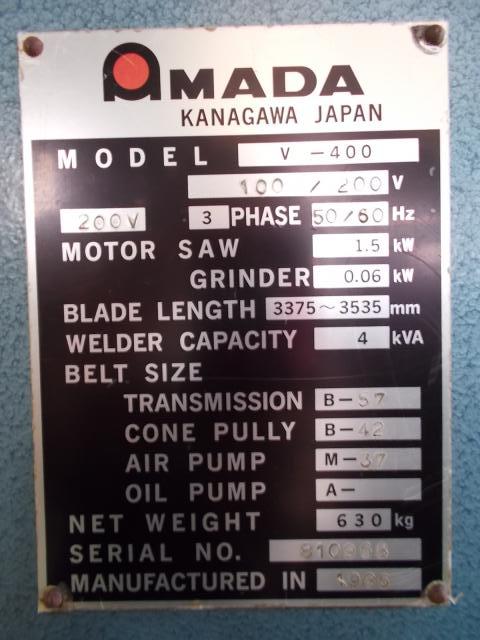 AMADA
KANAGAWA JAPAN
MODEL V-400
100/200 V
200V 3 PHASE 50/60 Hz
MOTOR SAW 1.5 kW
GRINDER 0.06 kW
BLADE LENGTH 3375~3535 mm
WELDER CAPACITY 4 kVA
BELT SIZE
TRANSMISSION B-57
CONE PULLY B-42
AIR PUMP M-37
OIL PUMP A-
NET WEIGHT 630 kg
SERIAL NO.
MANUFACTURED IN